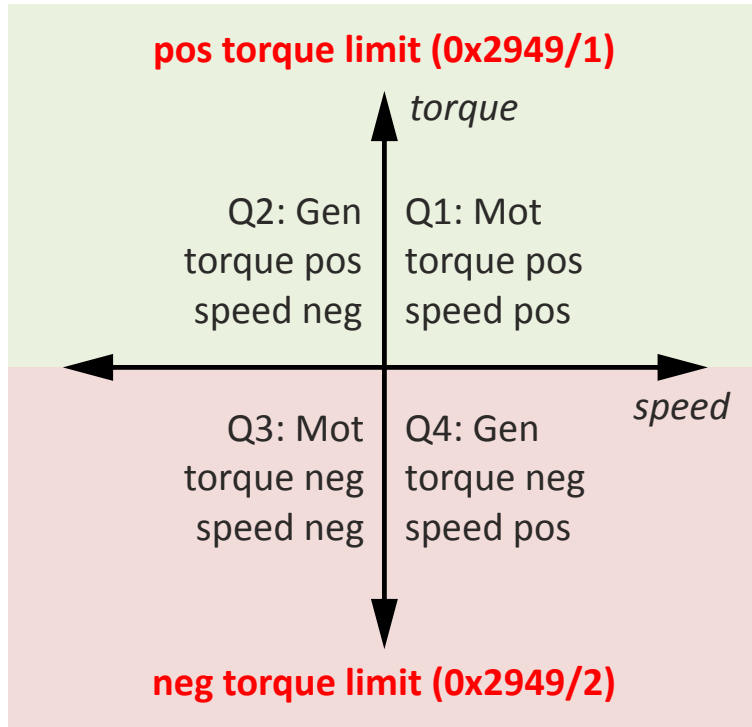 pos torque limit (0x2949/1)
torque
Q2: Gen
torque pos
speed neg
Q1: Mot
torque pos
speed pos
speed
Q3: Mot
torque neg
speed neg
Q4: Gen
torque neg
speed pos
neg torque limit (0x2949/2)